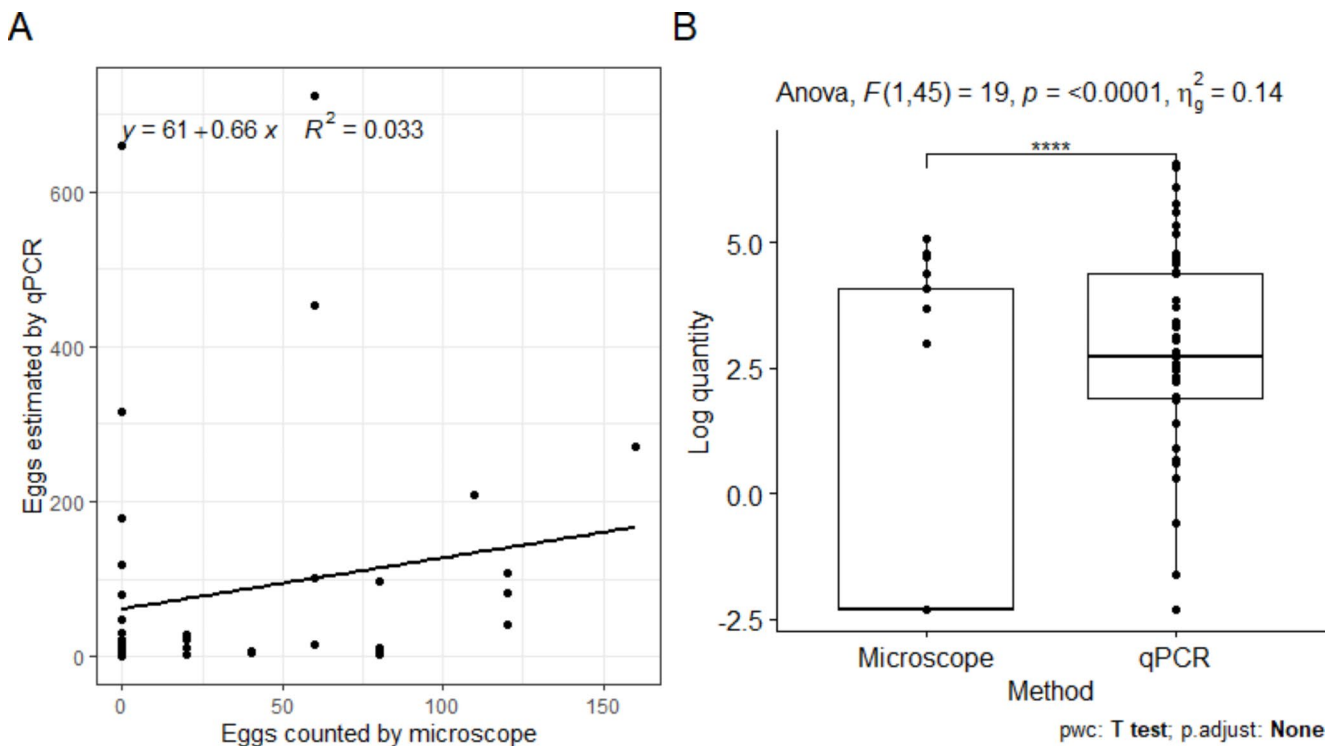 A
y = 61 + 0.66 x R² = 0.033
600
400
200
0
Eggs estimated by qPCR
0 50 100 150
Eggs counted by microscope
B
Anova, F(1,45) = 19, p = <0.0001, η²g = 0.14
****
5.0
2.5
0.0
-2.5
Log quantity
Microscope qPCR
Method
pwc: T test; p.adjust: None